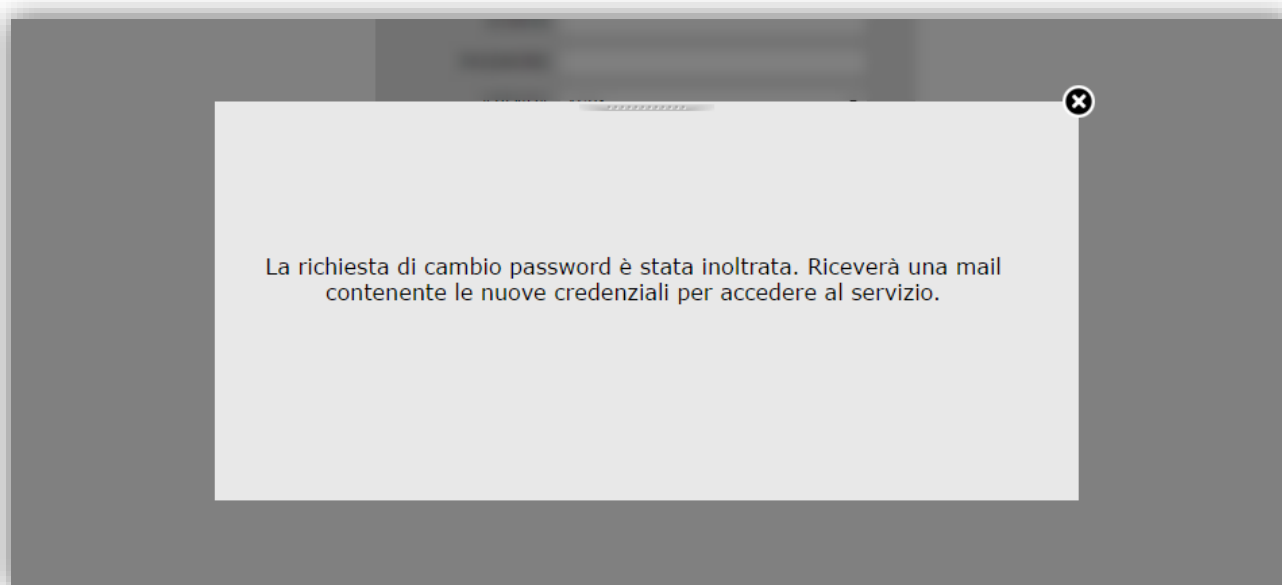 La richiesta di cambio password è stata inoltrata. Riceverà una mail
contenente le nuove credenziali per accedere al servizio.